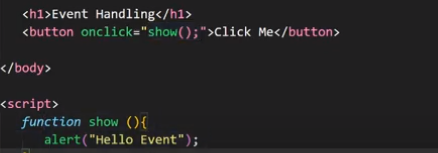 <h1>Event Handling</h1>
<button onclick="show();">Click Me</button>
</body>
<script>
function show (){
alert("Hello Event");